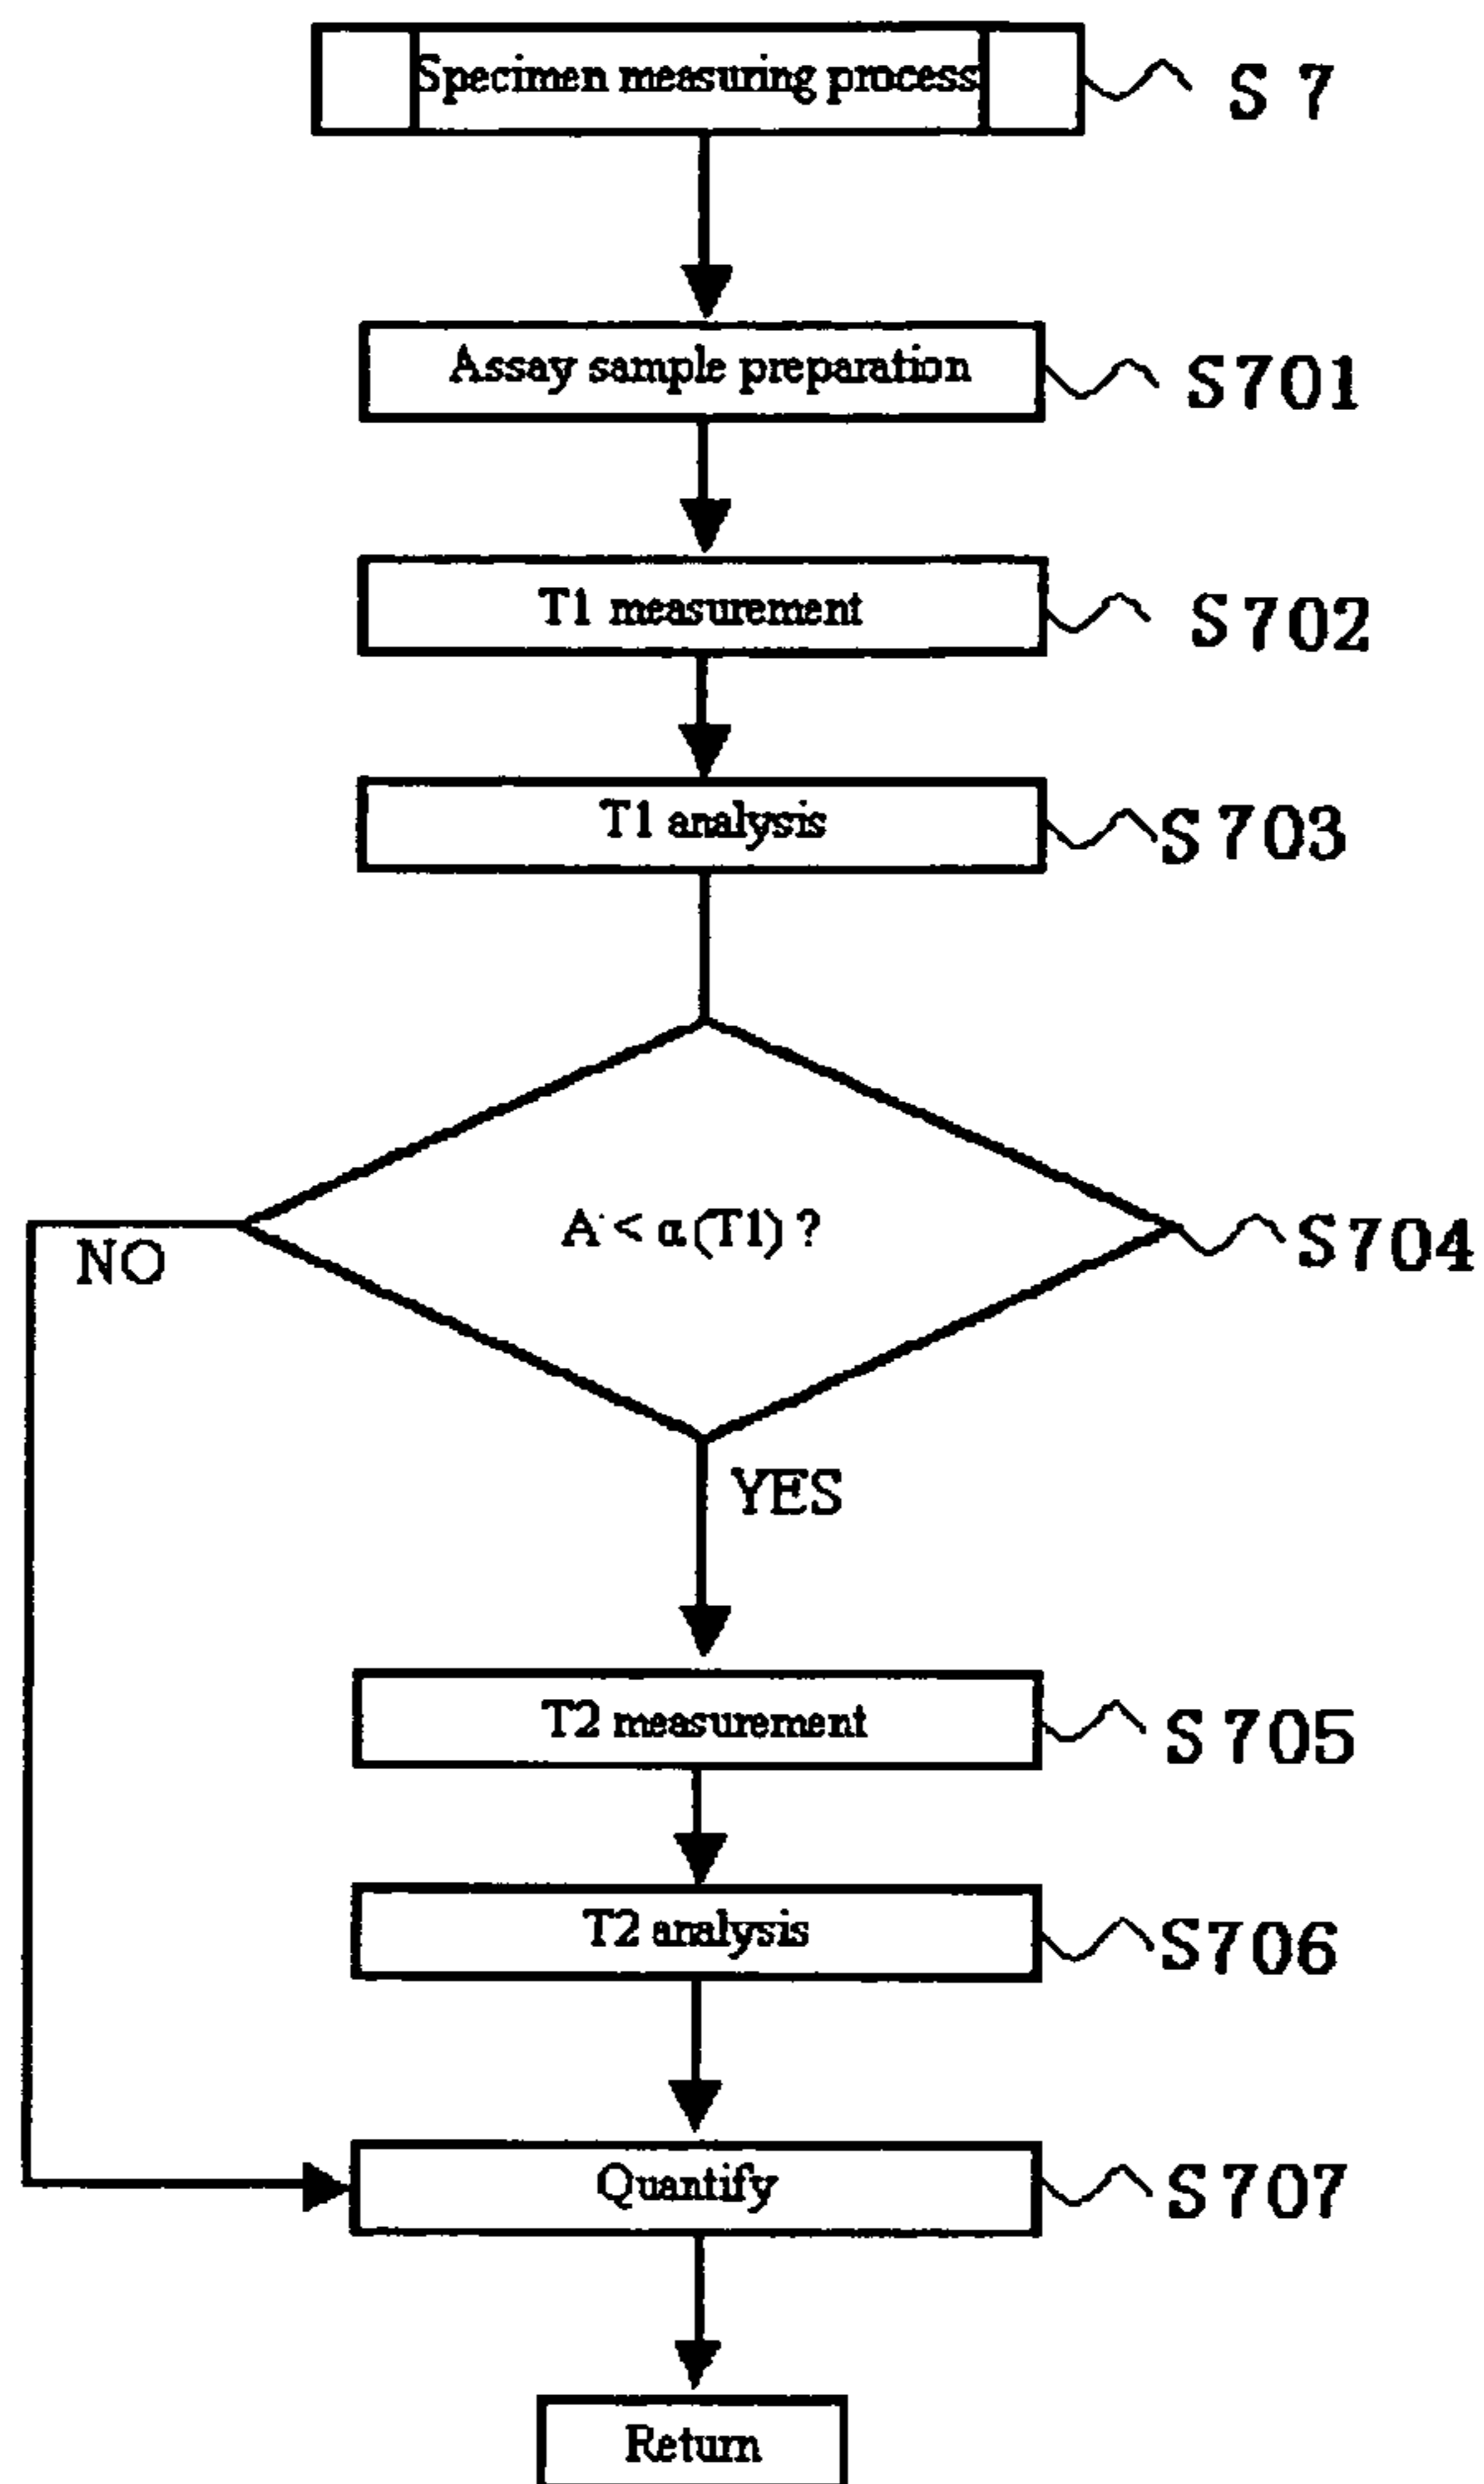 Specimen measuring process
S 7
Assay sample preparation
S701
T1 measurement
S702
T1 analysis
S703
A < α(T1) ?
S704
NO
YES
T2 measurement
S705
T2 analysis
S706
Quantify
S707
Return